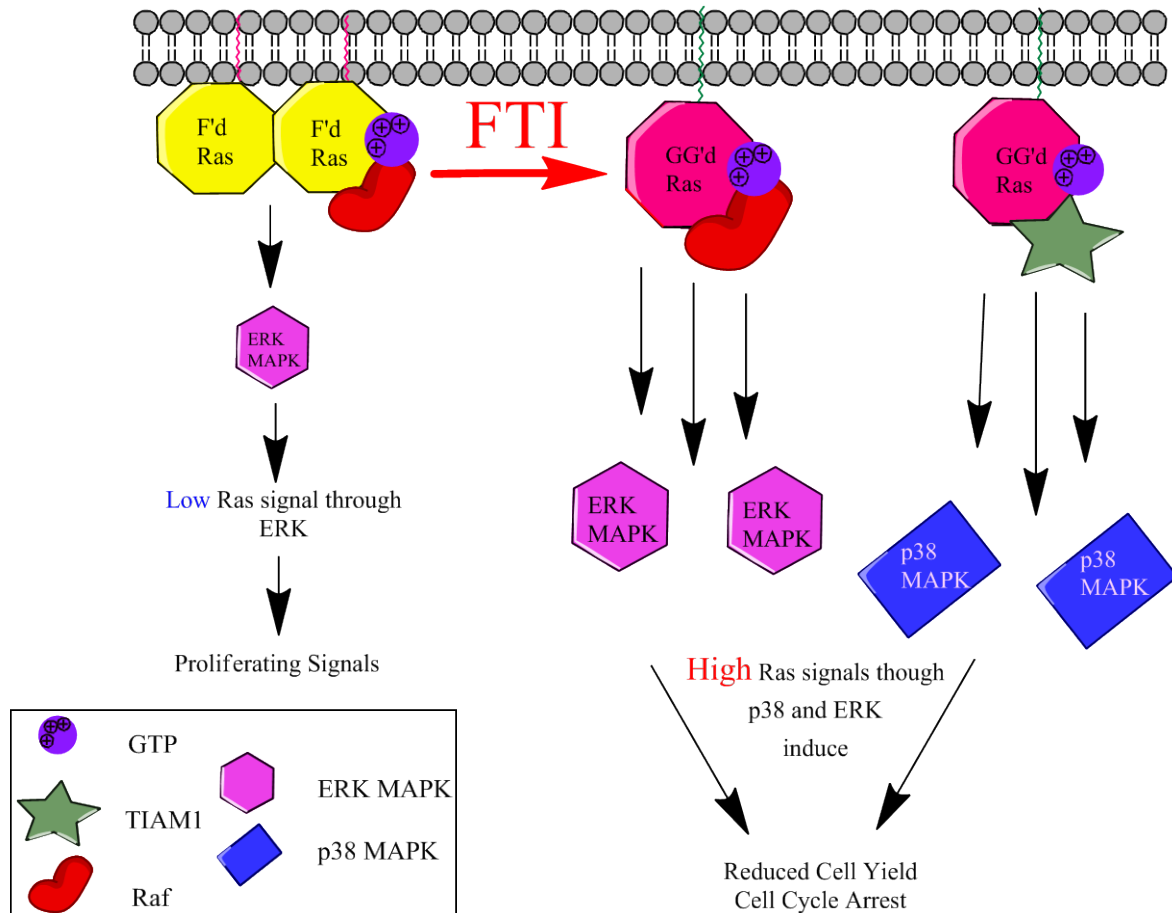 F'd
Ras
F'd
Ras
FTI
GG'd
Ras
GG'd
Ras
ERK
MAPK
Low Ras signal through
ERK
Proliferating Signals
ERK
MAPK
ERK
MAPK
p38
MAPK
p38
MAPK
High Ras signals though
p38 and ERK
induce
Reduced Cell Yield
Cell Cycle Arrest
GTP
TIAM1
Raf
ERK MAPK
p38 MAPK